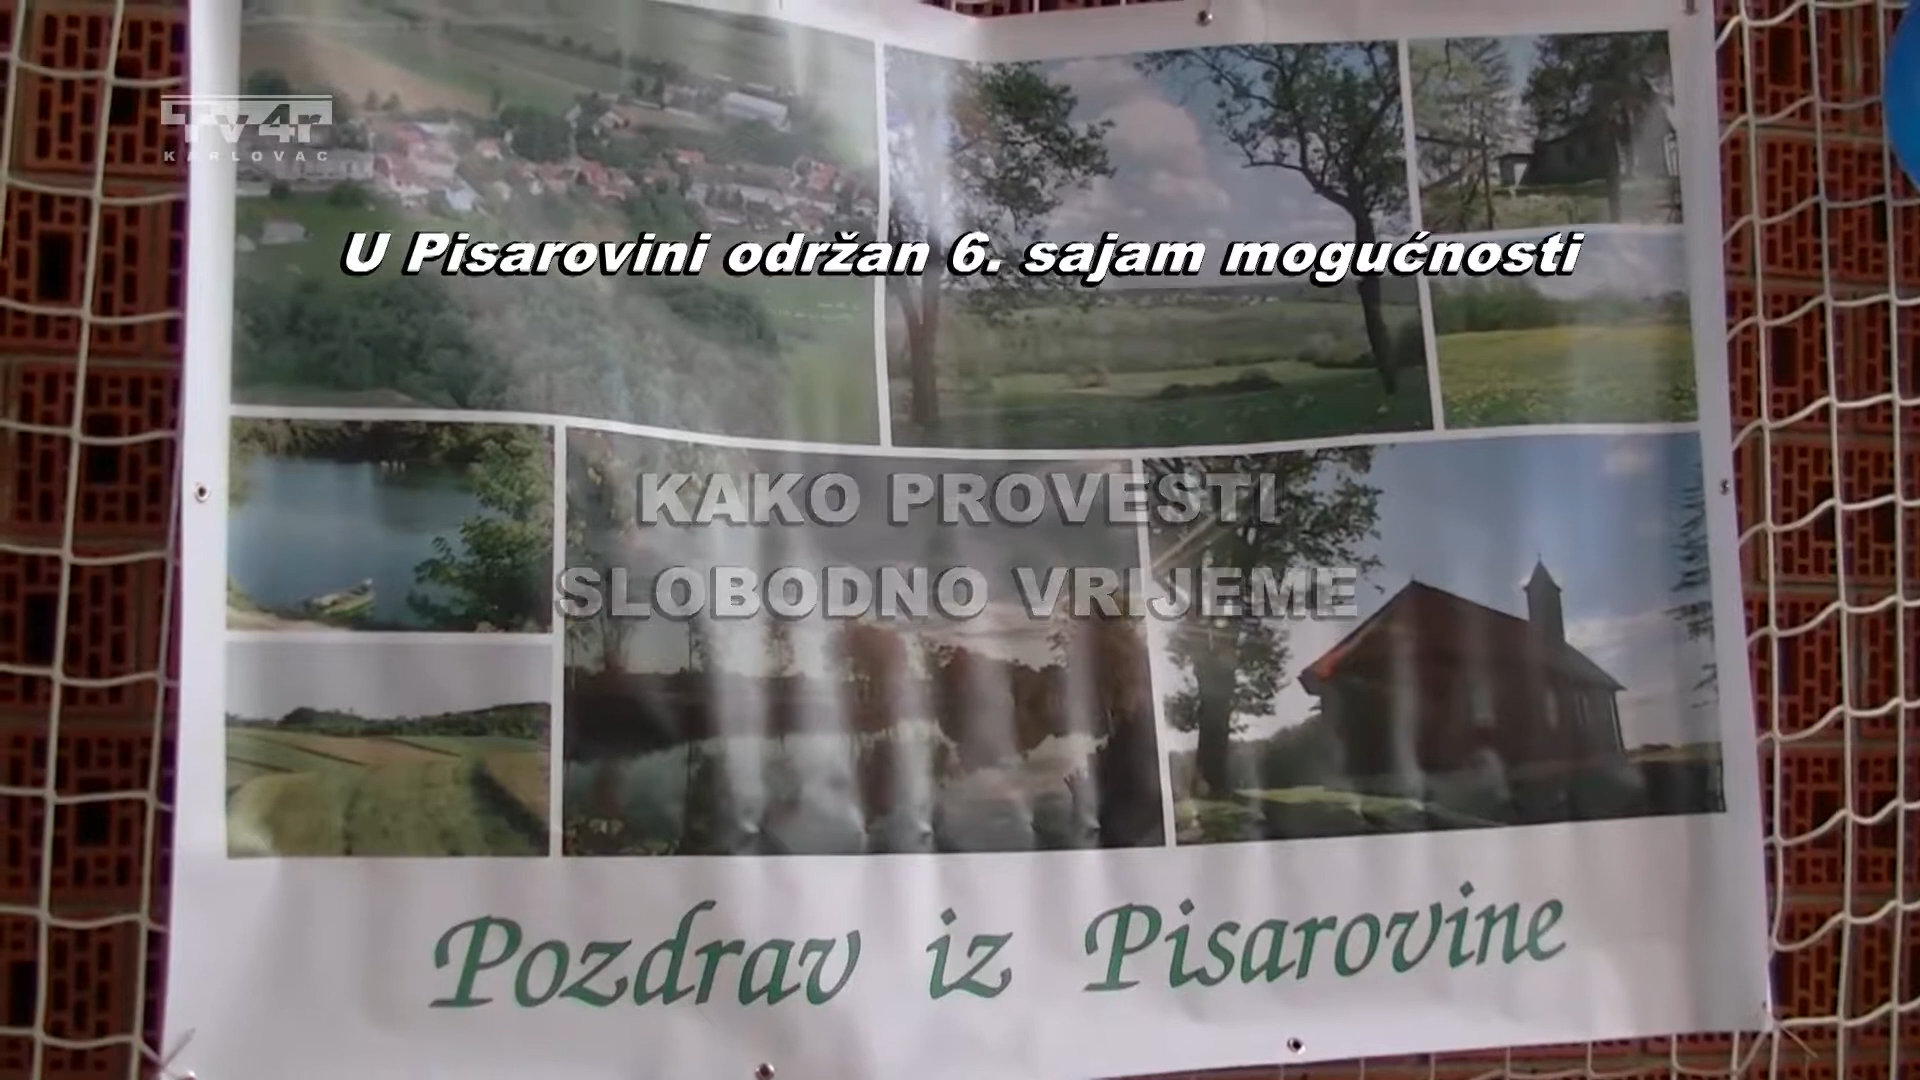 Tv4r
KARLOVAC
U Pisarovini održan 6. sajam mogućnosti
KAKO PROVESTI
SLOBODNO VRIJEME
Pozdrav iz Pisarovine